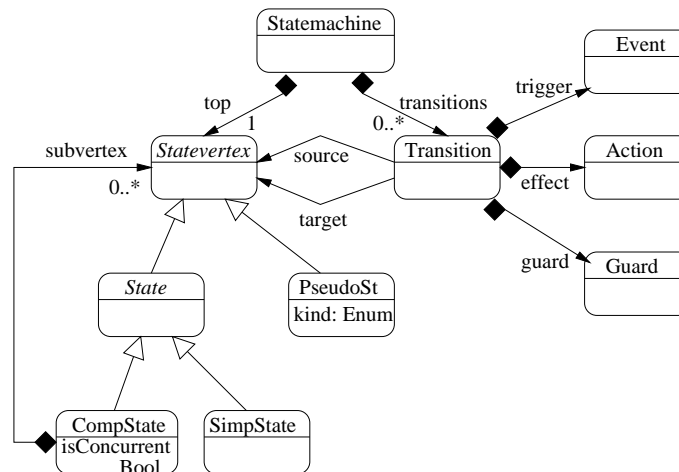 Statemachine
Event
trigger
top
transitions
1
0..*
subvertex
Statevertex
source
Transition
Action
0..*
effect
target
guard
Guard
State
PseudoSt
kind: Enum
CompState
SimpState
isConcurrent
Bool